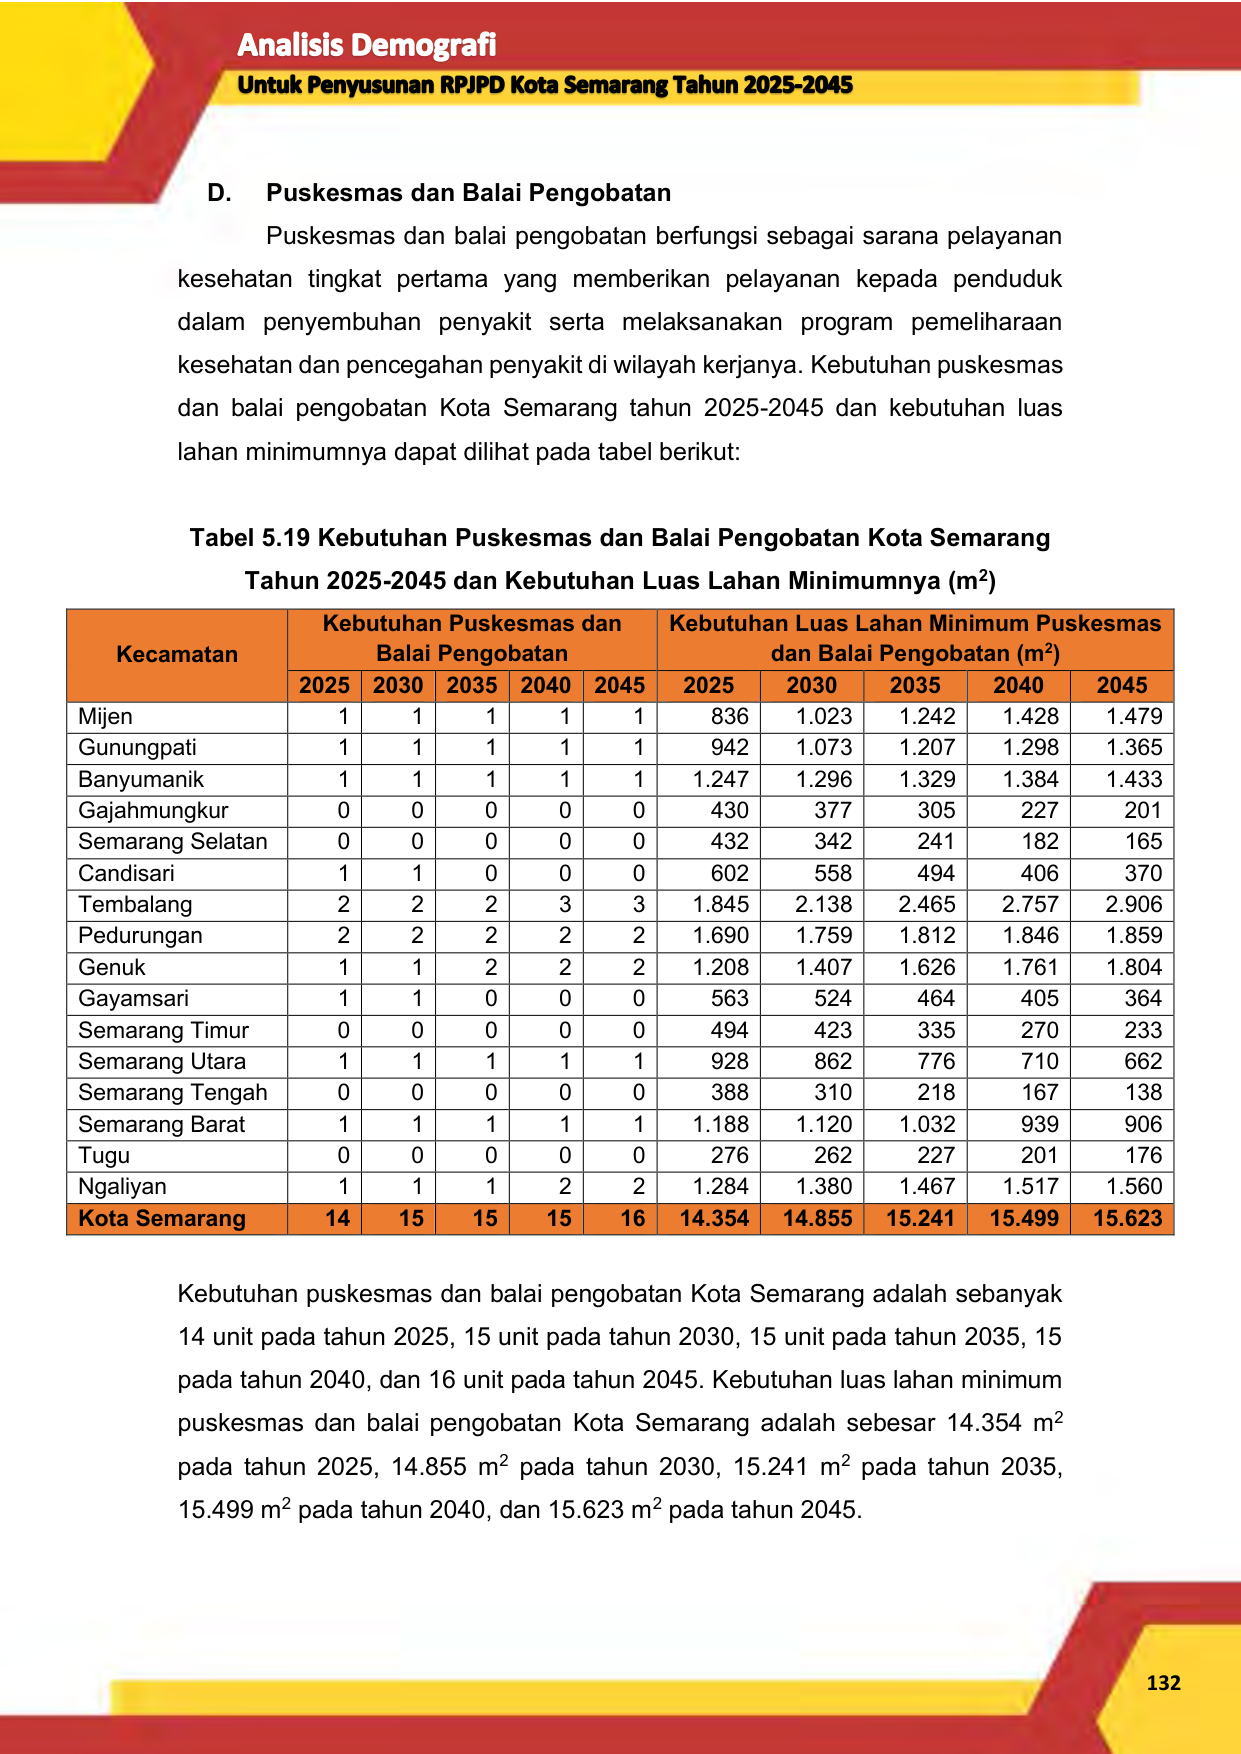 Analisis Demografi
Untuk Penyusunan RPJPD Kota Semarang Tahun 2025-2045
D. Puskesmas dan Balai Pengobatan
Puskesmas dan balai pengobatan berfungsi sebagai sarana pelayanan
kesehatan tingkat pertama yang memberikan pelayanan kepada penduduk
dalam penyembuhan penyakit serta melaksanakan program pemeliharaan
kesehatan dan pencegahan penyakit di wilayah kerjanya. Kebutuhan puskesmas
dan balai pengobatan Kota Semarang tahun 2025-2045 dan kebutuhan luas
lahan minimumnya dapat dilihat pada tabel berikut:
Tabel 5.19 Kebutuhan Puskesmas dan Balai Pengobatan Kota Semarang
Tahun 2025-2045 dan Kebutuhan Luas Lahan Minimumnya (m²)
Kecamatan
Kebutuhan Puskesmas dan
Balai Pengobatan
Kebutuhan Luas Lahan Minimum Puskesmas
dan Balai Pengobatan (m²)
2025 2030 2035 2040 2045 2025 2030 2035 2040 2045
Mijen 1 1 1 1 1 836 1.023 1.242 1.428 1.479
Gunungpati 1 1 1 1 1 942 1.073 1.207 1.298 1.365
Banyumanik 1 1 1 1 1 1.247 1.296 1.329 1.384 1.433
Gajahmungkur 0 0 0 0 0 430 377 305 227 201
Semarang Selatan 0 0 0 0 0 432 342 241 182 165
Candisari 1 1 0 0 0 602 558 494 406 370
Tembalang 2 2 2 3 3 1.845 2.138 2.465 2.757 2.906
Pedurungan 2 2 2 2 2 1.690 1.759 1.812 1.846 1.859
Genuk 1 1 2 2 2 1.208 1.407 1.626 1.761 1.804
Gayamsari 1 1 0 0 0 563 524 464 405 364
Semarang Timur 0 0 0 0 0 494 423 335 270 233
Semarang Utara 1 1 1 1 1 928 862 776 710 662
Semarang Tengah 0 0 0 0 0 388 310 218 167 138
Semarang Barat 1 1 1 1 1 1.188 1.120 1.032 939 906
Tugu 0 0 0 0 0 276 262 227 201 176
Ngaliyan 1 1 1 2 2 1.284 1.380 1.467 1.517 1.560
Kota Semarang 14 15 15 15 16 14.354 14.855 15.241 15.499 15.623
Kebutuhan puskesmas dan balai pengobatan Kota Semarang adalah sebanyak
14 unit pada tahun 2025, 15 unit pada tahun 2030, 15 unit pada tahun 2035, 15
pada tahun 2040, dan 16 unit pada tahun 2045. Kebutuhan luas lahan minimum
puskesmas dan balai pengobatan Kota Semarang adalah sebesar 14.354 m²
pada tahun 2025, 14.855 m² pada tahun 2030, 15.241 m² pada tahun 2035,
15.499 m² pada tahun 2040, dan 15.623 m² pada tahun 2045.
132